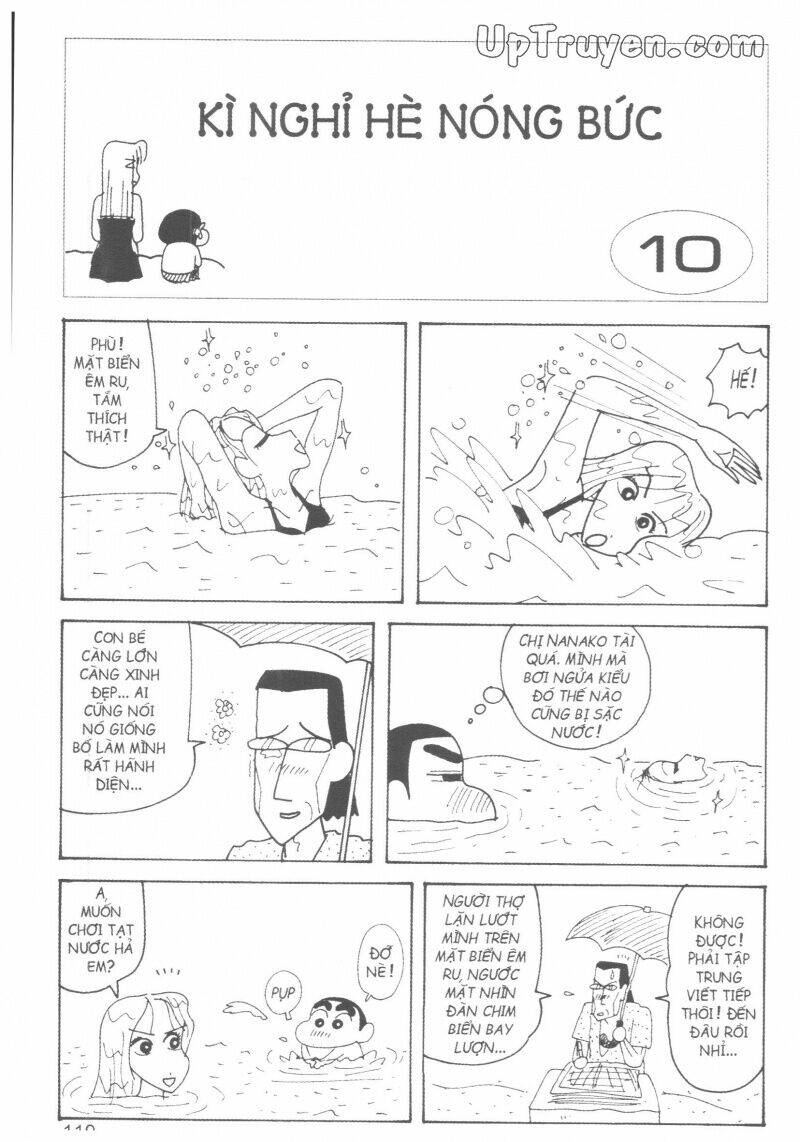 UpTruyen.com
KÌ NGHỈ HÈ NÓNG BỨC
10
PHÙ!
MẶT BIỂN
ÊM RU,
TẮM
THÍCH
THẬT!
HẾ!
CON BÉ
CÀNG LỚN
CÀNG XINH
ĐẸP... AI
CŨNG NÓI
NÓ GIỐNG
BỐ LÀM MÌNH
RẤT HÃNH
DIỆN...
CHỊ NANAKO TÀI
QUÁ. MÌNH MÀ
BƠI NGỬA KIỂU
ĐÓ THẾ NÀO
CŨNG BỊ SẶC
NƯỚC!
A,
MUỐN
CHƠI TẠT
NƯỚC HẢ
EM?
PỤP
ĐỠ
NÈ!
NGƯỜI THỢ
LẶN LƯỚT
MÌNH TRÊN
MẶT BIỂN ÊM
RU, NGƯỚC
MẶT NHÌN
ĐÀN CHIM
BIỂN BAY
LƯỢN...
KHÔNG
ĐƯỢC!
PHẢI TẬP
TRUNG
VIẾT TIẾP
THÔI! ĐẾN
ĐÂU RỒI
NHỈ...